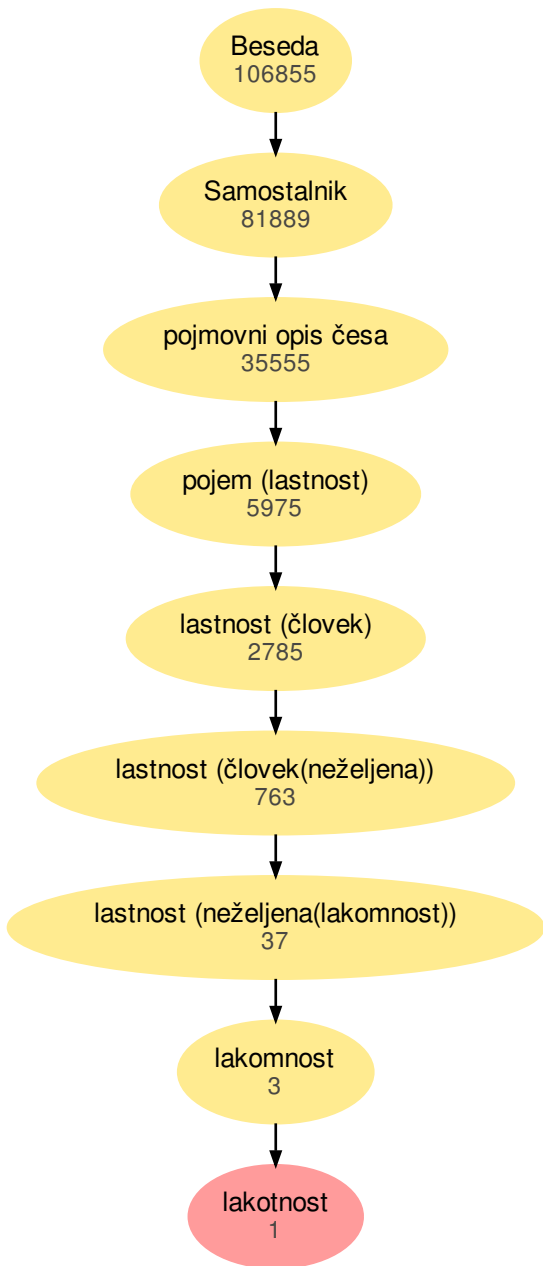 Beseda
106855
Samostalnik
81889
pojmovni opis česa
35555
pojem (lastnost)
5975
lastnost (človek)
2785
lastnost (človek(neželjena))
763
lastnost (neželjena(lakomnost))
37
lakomnost
3
lakotnost
1